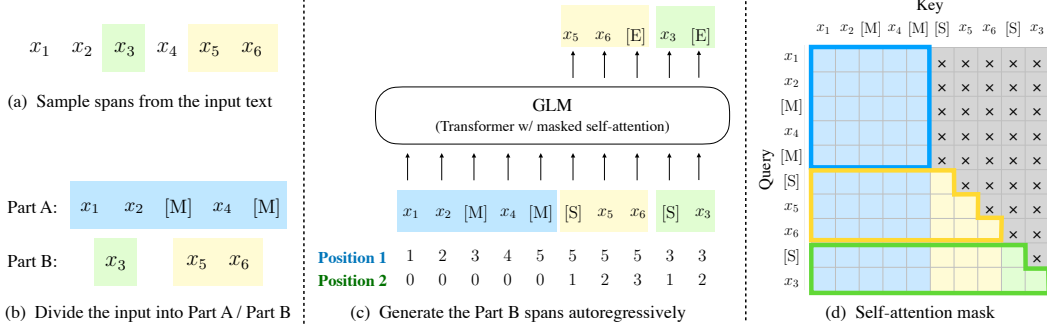 x1 x2 x3 x4 x5 x6
(a) Sample spans from the input text
Part A: x1 x2 [M] x4 [M]
Part B: x3 x5 x6
(b) Divide the input into Part A / Part B
x5 x6 [E] x3 [E]
GLM
(Transformer w/ masked self-attention)
x1 x2 [M] x4 [M] [S] x5 x6 [S] x3
Position 1 1 2 3 4 5 5 5 5 3 3
Position 2 0 0 0 0 0 1 2 3 1 2
(c) Generate the Part B spans autoregressively
Key
x1 x2 [M] x4 [M] [S] x5 x6 [S] x3
Query
x1 × × × × ×
x2 × × × × ×
[M] × × × × ×
x4 × × × × ×
[M] × × × × ×
[S] × × × ×
x5 × × ×
x6 × ×
[S] ×
x3
(d) Self-attention mask